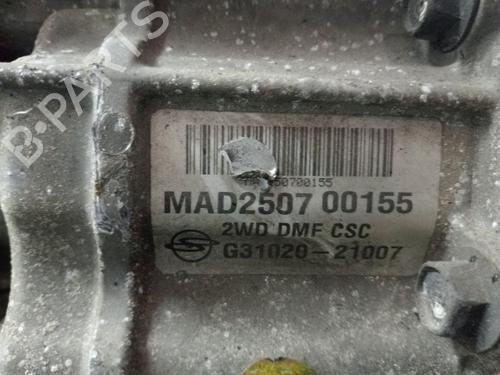 B-PARTS
MAD2507 00155
2WD DMF CSC
G31020-21007